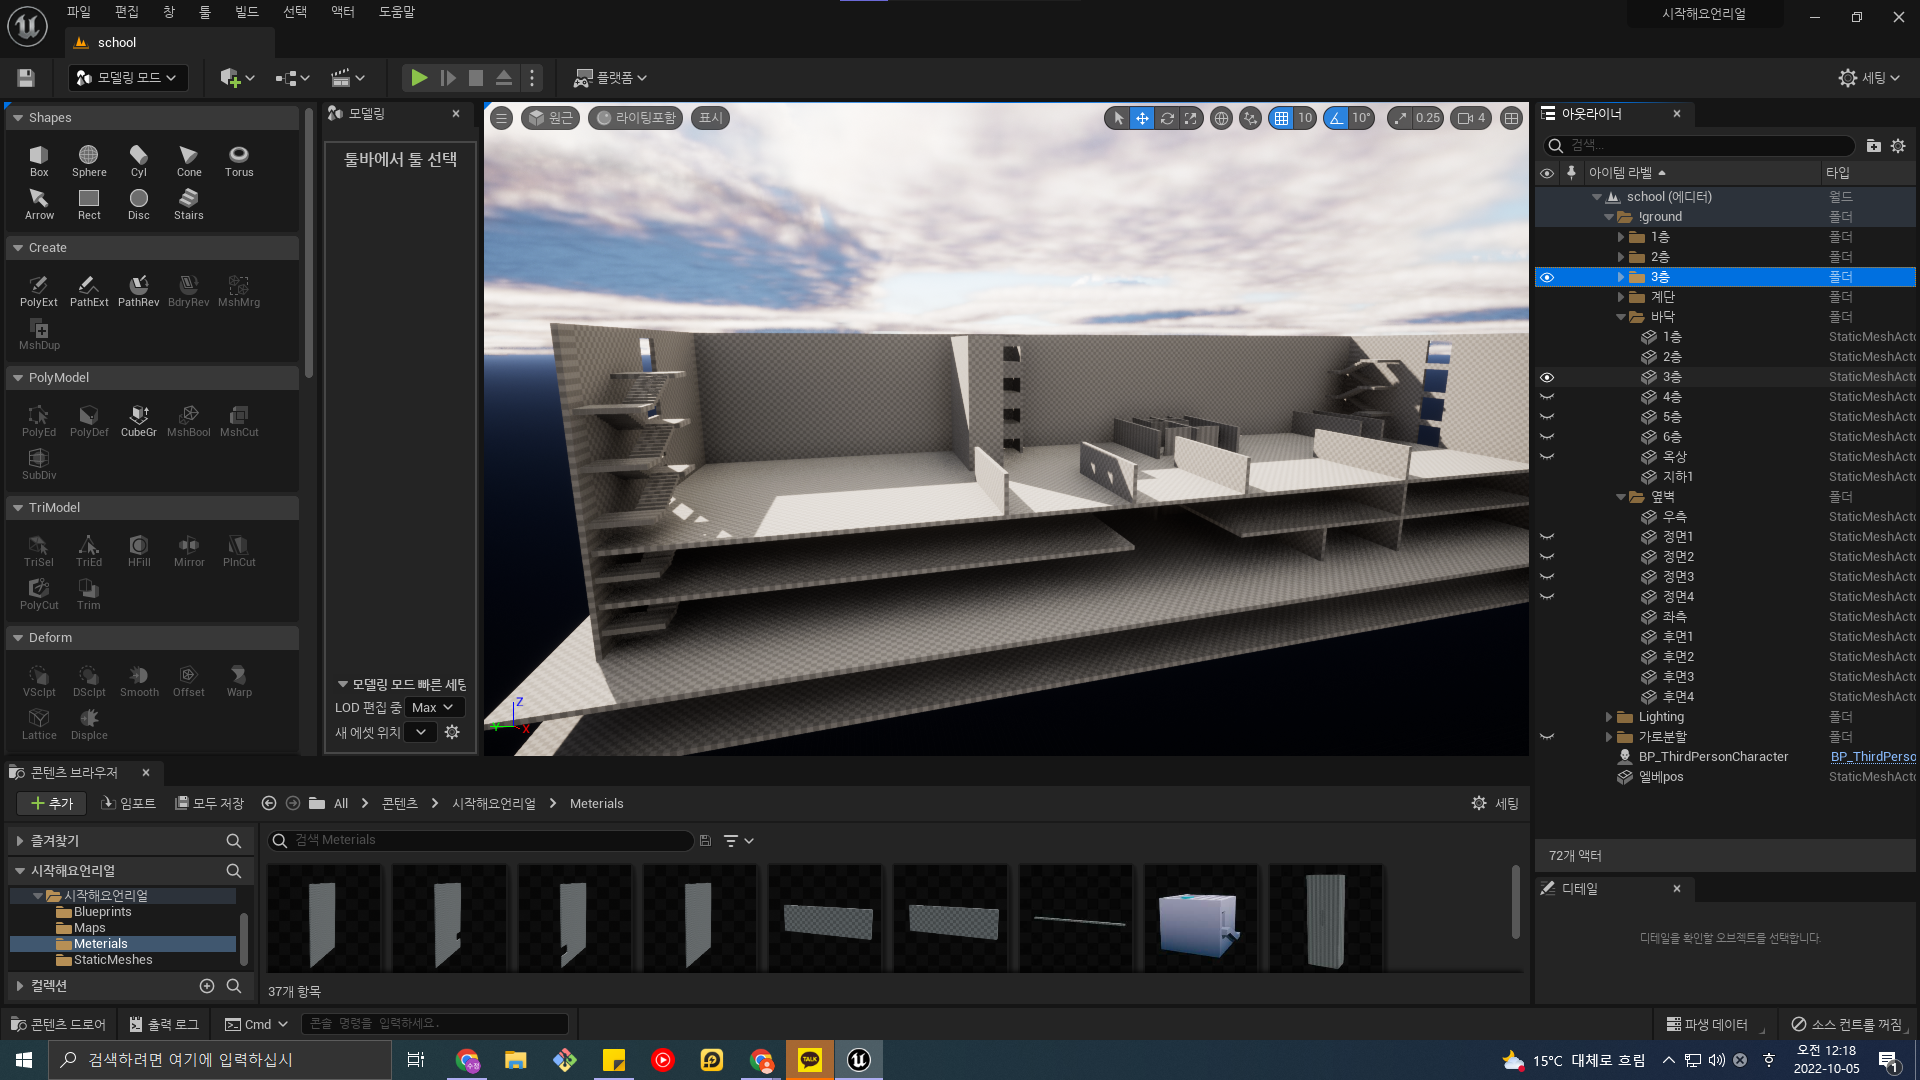 파일 편집 창 툴 빌드 선택 액터 도움말
시작해요언리얼
school
모델링 모드
플랫폼
세팅
Shapes
Box Sphere Cyl Cone Torus
Arrow Rect Disc Stairs
Create
PolyExt PathExt PathRev BdryRev MshMrg
MshDup
PolyModel
PolyEd PolyDef CubeGr MshBool MshCut
SubDiv
TriModel
TriSel TriEd HFill Mirror PlnCut
PolyCut Trim
Deform
VSclpt DSclpt Smooth Offset Warp
Lattice Displce
모델링
툴바에서 툴 선택
모델링 모드 빠른 세팅
LOD 편집 중 Max
새 에셋 위치
원근 라이팅포함 표시
10 10° 0.25 4
Z
Y
X
아웃라이너
검색...
아이템 라벨 타입
school (에디터) 월드
!ground 폴더
1층 폴더
2층 폴더
3층 폴더
계단 폴더
바닥 폴더
1층 StaticMeshActo
2층 StaticMeshActo
3층 StaticMeshActo
4층 StaticMeshActo
5층 StaticMeshActo
6층 StaticMeshActo
옥상 StaticMeshActo
지하1 StaticMeshActo
옆벽 폴더
우측 StaticMeshActo
정면1 StaticMeshActo
정면2 StaticMeshActo
정면3 StaticMeshActo
정면4 StaticMeshActo
좌측 StaticMeshActo
후면1 StaticMeshActo
후면2 StaticMeshActo
후면3 StaticMeshActo
후면4 StaticMeshActo
Lighting 폴더
가로분할 폴더
BP_ThirdPersonCharacter BP_ThirdPerso
엘베pos StaticMeshActo
72개 액터
디테일
디테일을 확인할 오브젝트를 선택합니다.
콘텐츠 브라우저
추가 임포트 모두 저장 All 콘텐츠 시작해요언리얼 Meterials
세팅
즐겨찾기
시작해요언리얼
시작해요언리얼
Blueprints
Maps
Meterials
StaticMeshes
컬렉션
검색 Meterials
37개 항목
콘텐츠 드로어 출력 로그 Cmd 콘솔 명령을 입력하세요.
파생 데이터 소스 컨트롤 꺼짐
검색하려면 여기에 입력하십시
수정
TALK
15°C 대체로 흐림
오전 12:18
2022-10-05
1